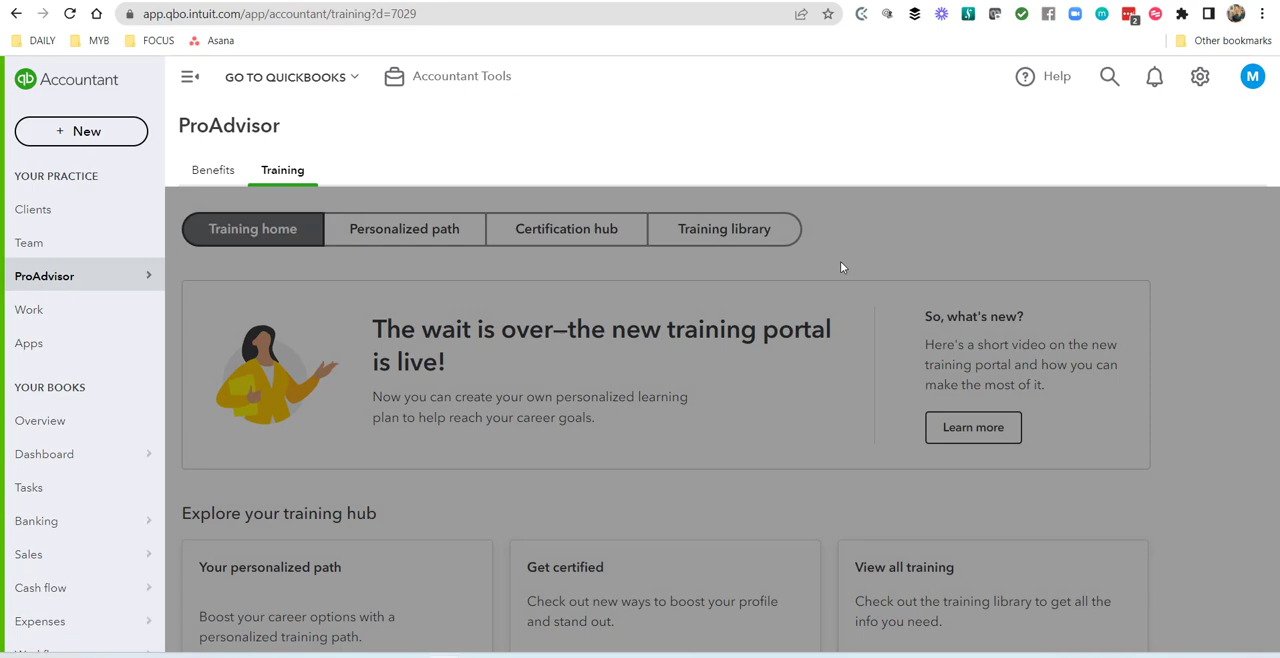 app.qbo.intuit.com/app/accountant/training?d=7029
2
DAILY MYB FOCUS Asana Other bookmarks
qb Accountant
GO TO QUICKBOOKS Accountant Tools Help M
+ New
YOUR PRACTICE
Clients
Team
ProAdvisor
Work
Apps
YOUR BOOKS
Overview
Dashboard
Tasks
Banking
Sales
Cash flow
Expenses
ProAdvisor
Benefits Training
Training home Personalized path Certification hub Training library
The wait is over—the new training portal
is live!
Now you can create your own personalized learning
plan to help reach your career goals.
So, what's new?
Here's a short video on the new
training portal and how you can
make the most of it.
Learn more
Explore your training hub
Your personalized path
Boost your career options with a
personalized training path.
Get certified
Check out new ways to boost your profile
and stand out.
View all training
Check out the training library to get all the
info you need.